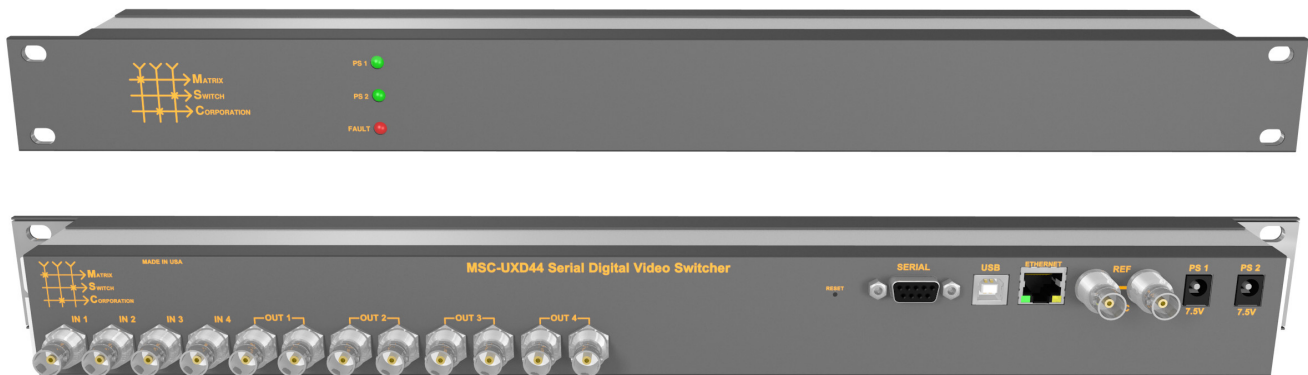 PS 1
MATRIX
SWITCH
PS 2
CORPORATION
FAULT
MADE IN USA
MSC-UXD44 Serial Digital Video Switcher
MATRIX
SWITCH
CORPORATION
RESET
SERIAL
USB
ETHERNET
REF
PS 1
PS 2
7.5V
7.5V
IN 1
IN 2
IN 3
IN 4
OUT 1
OUT 2
OUT 3
OUT 4